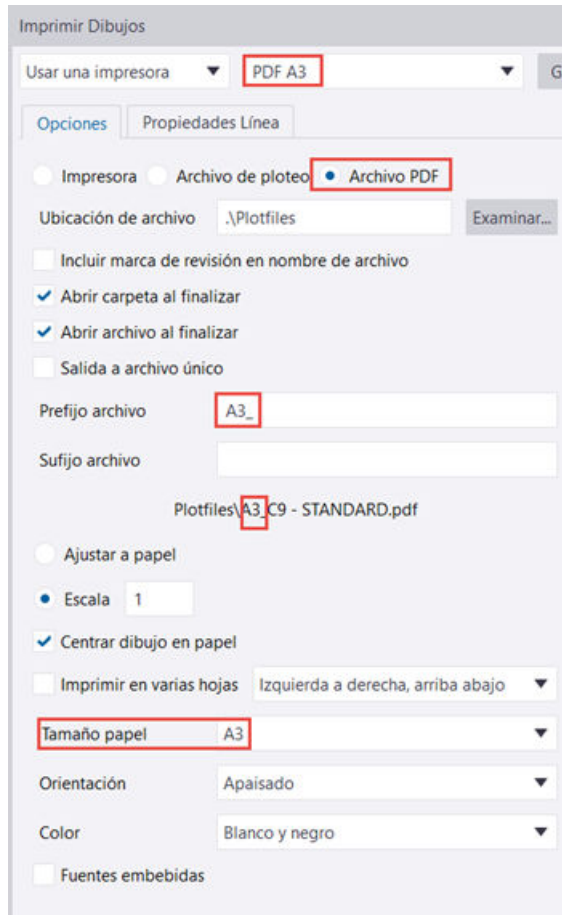 Imprimir Dibujos
Usar una impresora PDF A3 G
Opciones Propiedades Línea
Impresora Archivo de ploteo Archivo PDF
Ubicación de archivo .\Plotfiles Examinar...
Incluir marca de revisión en nombre de archivo
Abrir carpeta al finalizar
Abrir archivo al finalizar
Salida a archivo único
Prefijo archivo A3_
Sufijo archivo
Plotfiles\A3_C9 - STANDARD.pdf
Ajustar a papel
Escala 1
Centrar dibujo en papel
Imprimir en varias hojas Izquierda a derecha, arriba abajo
Tamaño papel A3
Orientación Apaisado
Color Blanco y negro
Fuentes embebidas